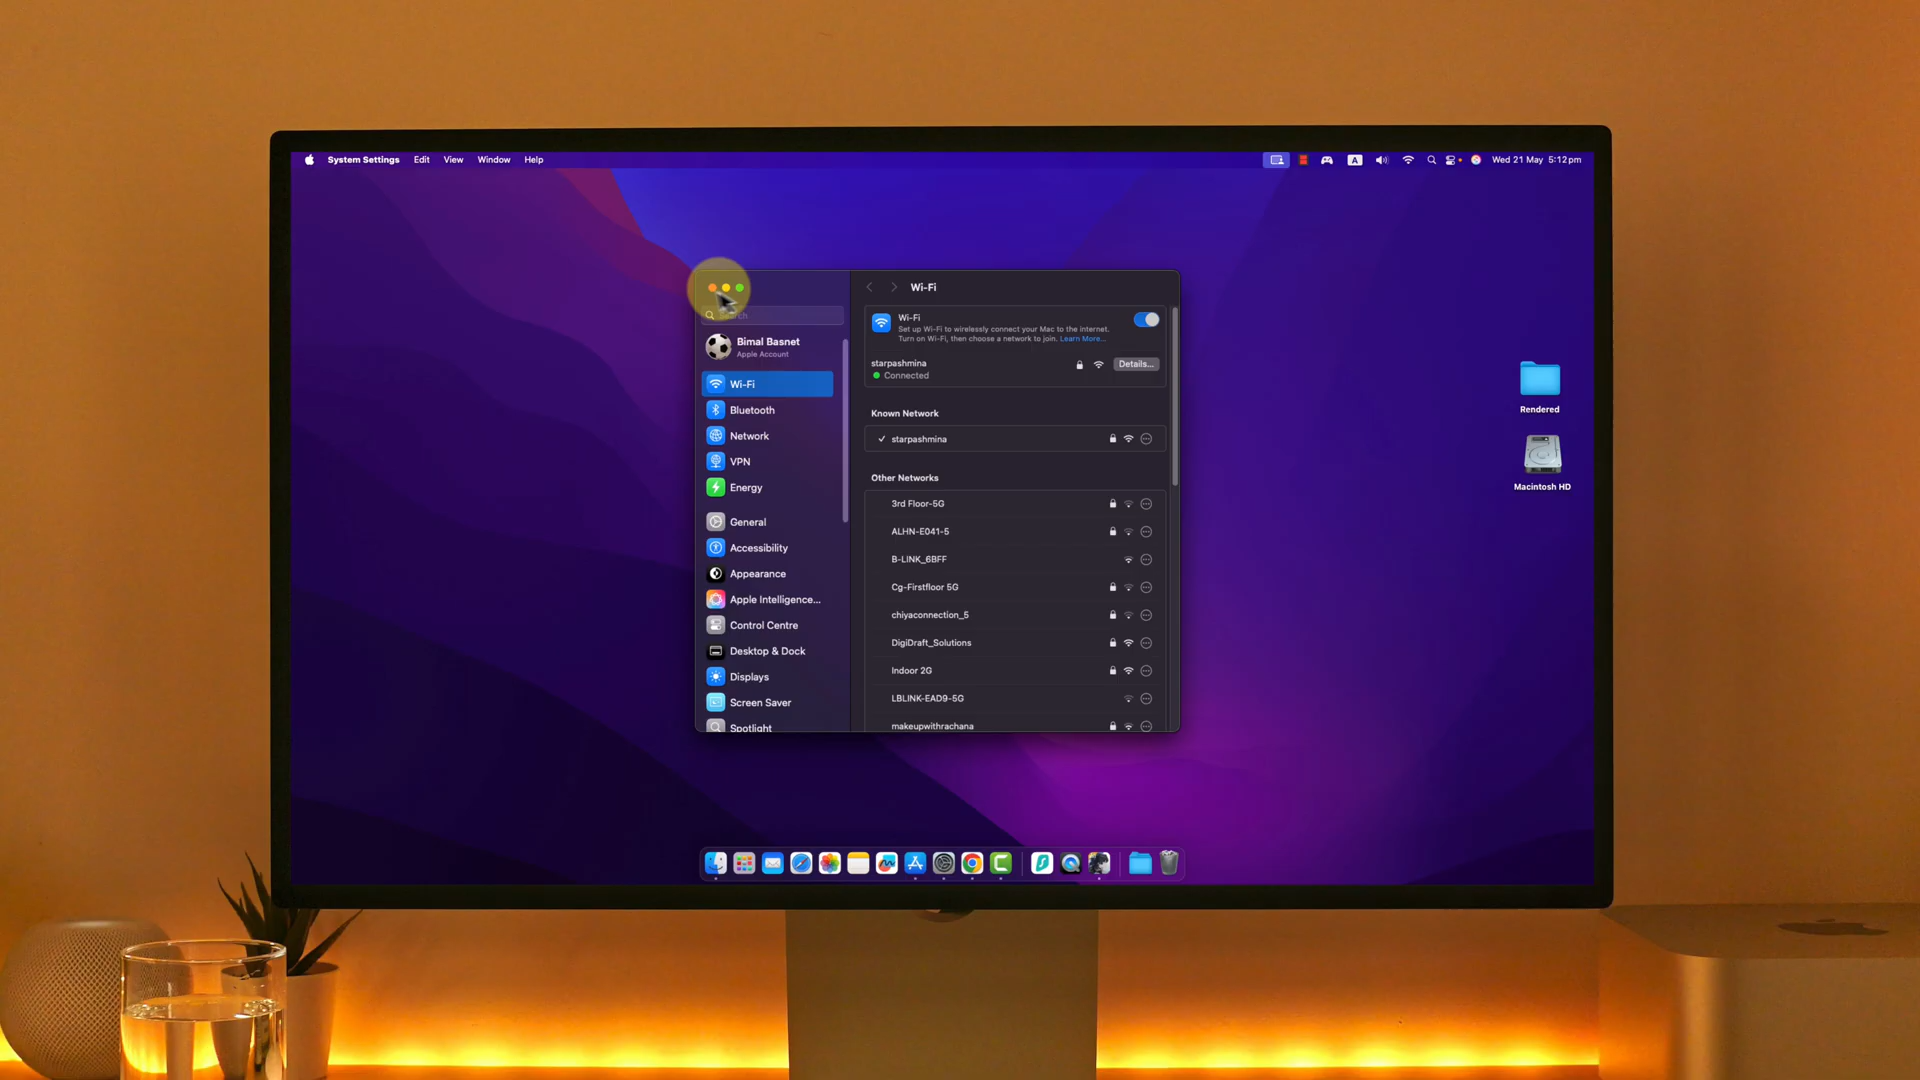 System Settings Edit View Window Help
A Wed 21 May 5:12 pm
Wi-Fi
Search
Bimal Basnet
Apple Account
Wi-Fi
Bluetooth
Network
VPN
Energy
General
Accessibility
Appearance
Apple Intelligence...
Control Centre
Desktop & Dock
Displays
Screen Saver
Spotlight
Wi-Fi
Set up Wi-Fi to wirelessly connect your Mac to the internet.
Turn on Wi-Fi, then choose a network to join. Learn More...
starpashmina
Connected
Details...
Known Network
starpashmina
Other Networks
3rd Floor-5G
ALHN-E041-5
B-LINK_6BFF
Cg-Firstfloor 5G
chiyaconnection_5
DigiDraft_Solutions
Indoor 2G
LBLINK-EAD9-5G
makeupwithrachana
Rendered
Macintosh HD